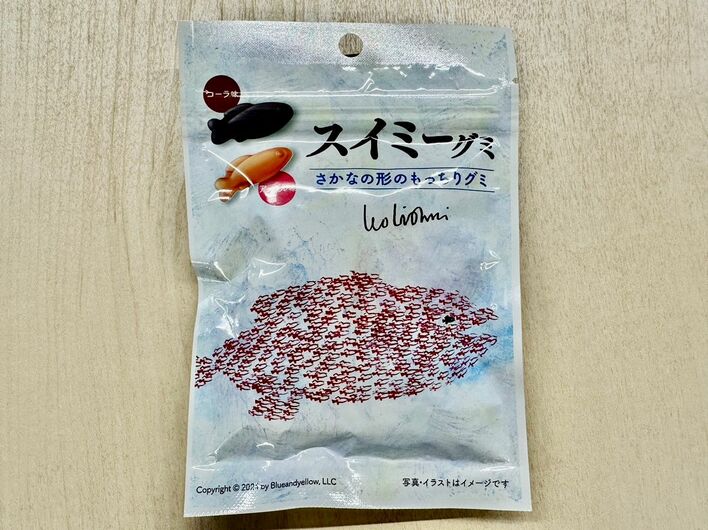 コーラ味
スイミーグミ
さかなの形のもっちりグミ
Leo Lionni
Copyright © 2024 by Blueandyellow, LLC
写真・イラストはイメージです